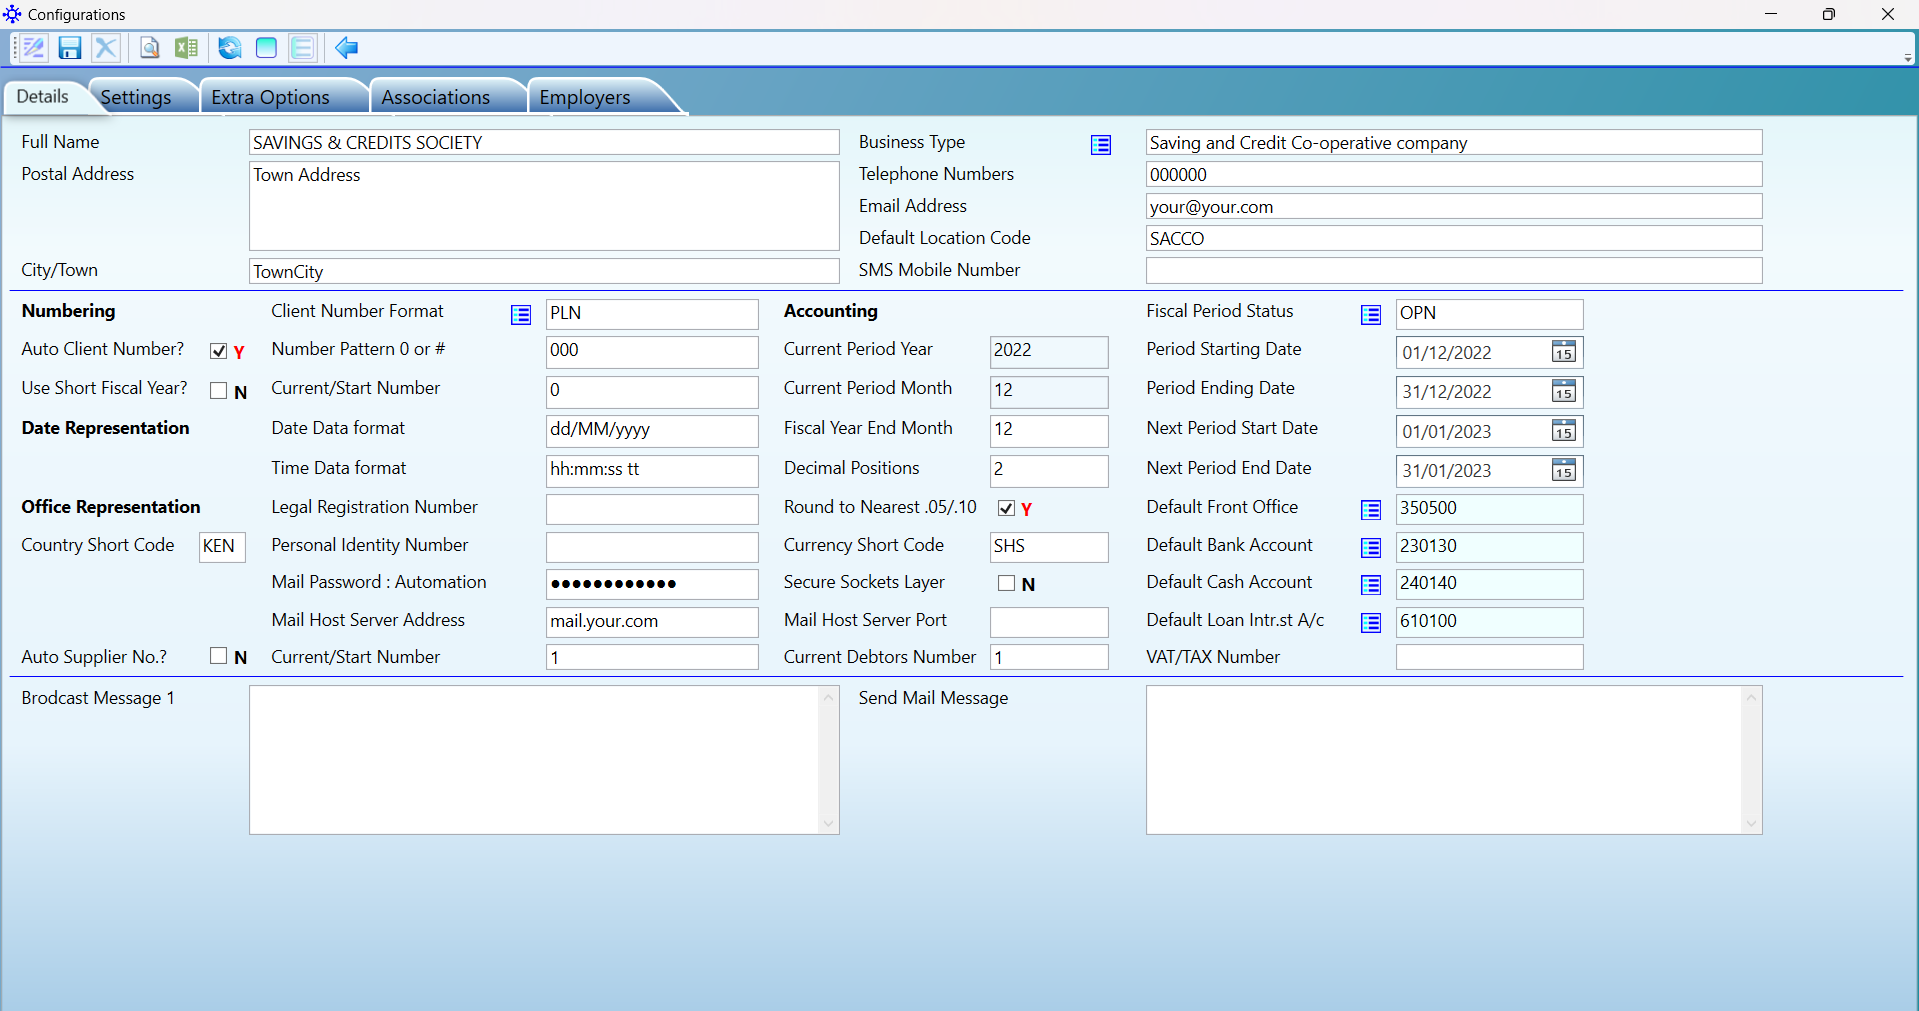 Configurations
Details Settings Extra Options Associations Employers
Full Name SAVINGS & CREDITS SOCIETY Business Type Saving and Credit Co-operative company
Postal Address Town Address Telephone Numbers 000000
Email Address your@your.com
Default Location Code SACCO
City/Town TownCity SMS Mobile Number
Numbering Client Number Format PLN Accounting Fiscal Period Status OPN
Auto Client Number? Y Number Pattern 0 or # 000 Current Period Year 2022 Period Starting Date 01/12/2022 15
Use Short Fiscal Year? N Current/Start Number 0 Current Period Month 12 Period Ending Date 31/12/2022 15
Date Representation Date Data format dd/MM/yyyy Fiscal Year End Month 12 Next Period Start Date 01/01/2023 15
Time Data format hh:mm:ss tt Decimal Positions 2 Next Period End Date 31/01/2023 15
Office Representation Legal Registration Number Round to Nearest .05/.10 Y Default Front Office 350500
Country Short Code KEN Personal Identity Number Currency Short Code SHS Default Bank Account 230130
Mail Password : Automation ●●●●●●●●●●●● Secure Sockets Layer N Default Cash Account 240140
Mail Host Server Address mail.your.com Mail Host Server Port Default Loan Intr.st A/c 610100
Auto Supplier No.? N Current/Start Number 1 Current Debtors Number 1 VAT/TAX Number
Brodcast Message 1 Send Mail Message